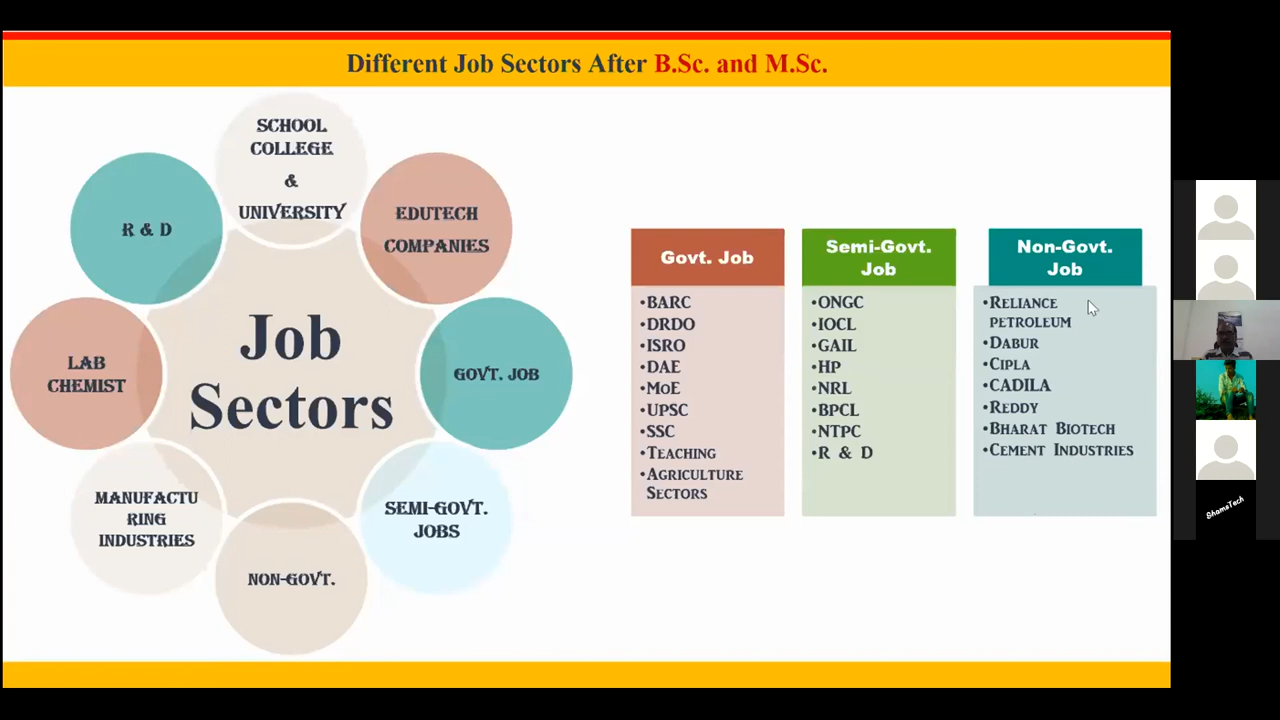 Different Job Sectors After B.Sc. and M.Sc.
SCHOOL
COLLEGE
&
UNIVERSITY
EDUTECH
COMPANIES
GOVT. JOB
SEMI-GOVT.
JOBS
NON-GOVT.
MANUFACTU
RING
INDUSTRIES
LAB
CHEMIST
R & D
Job
Sectors
Govt. Job
•BARC
•DRDO
•ISRO
•DAE
•MoE
•UPSC
•SSC
•Teaching
•Agriculture
Sectors
Semi-Govt.
Job
•ONGC
•IOCL
•GAIL
•HP
•NRL
•BPCL
•NTPC
•R & D
Non-Govt.
Job
•Reliance
petroleum
•Dabur
•Cipla
•CADILA
•Reddy
•Bharat Biotech
•Cement Industries
ShamsTech